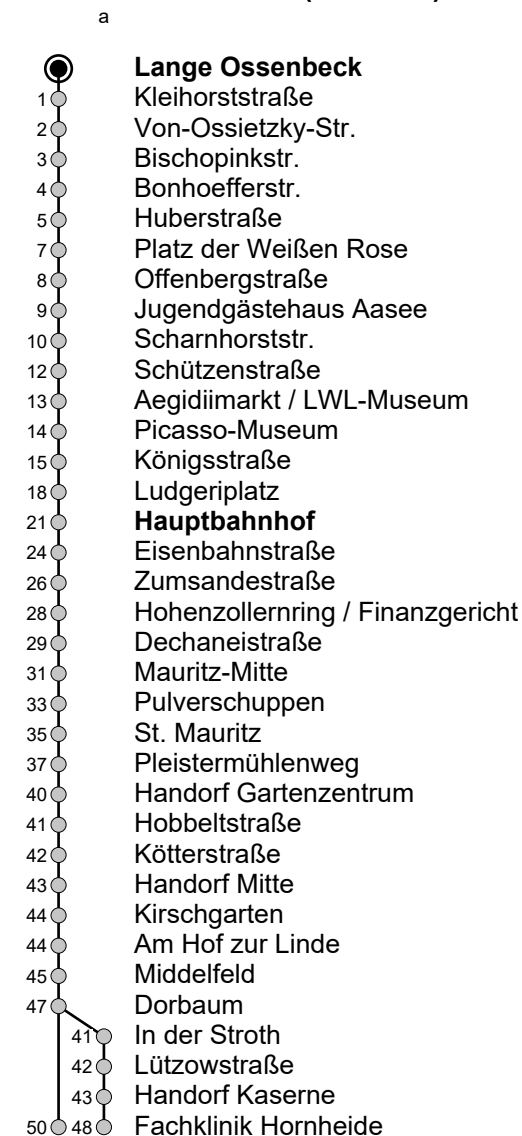 a
Lange Ossenbeck
1 Kleihorststraße
2 Von-Ossietzky-Str.
3 Bischopinkstr.
4 Bonhoefferstr.
5 Huberstraße
7 Platz der Weißen Rose
8 Offenbergstraße
9 Jugendgästehaus Aasee
10 Scharnhorststr.
12 Schützenstraße
13 Aegidiimarkt / LWL-Museum
14 Picasso-Museum
15 Königsstraße
18 Ludgeriplatz
21 Hauptbahnhof
24 Eisenbahnstraße
26 Zumsandestraße
28 Hohenzollernring / Finanzgericht
29 Dechaneistraße
31 Mauritz-Mitte
33 Pulverschuppen
35 St. Mauritz
37 Pleistermühlenweg
40 Handorf Gartenzentrum
41 Hobbeltstraße
42 Kötterstraße
43 Handorf Mitte
44 Kirschgarten
44 Am Hof zur Linde
45 Middelfeld
47 Dorbaum
41 In der Stroth
42 Lützowstraße
43 Handorf Kaserne
50 48 Fachklinik Hornheide